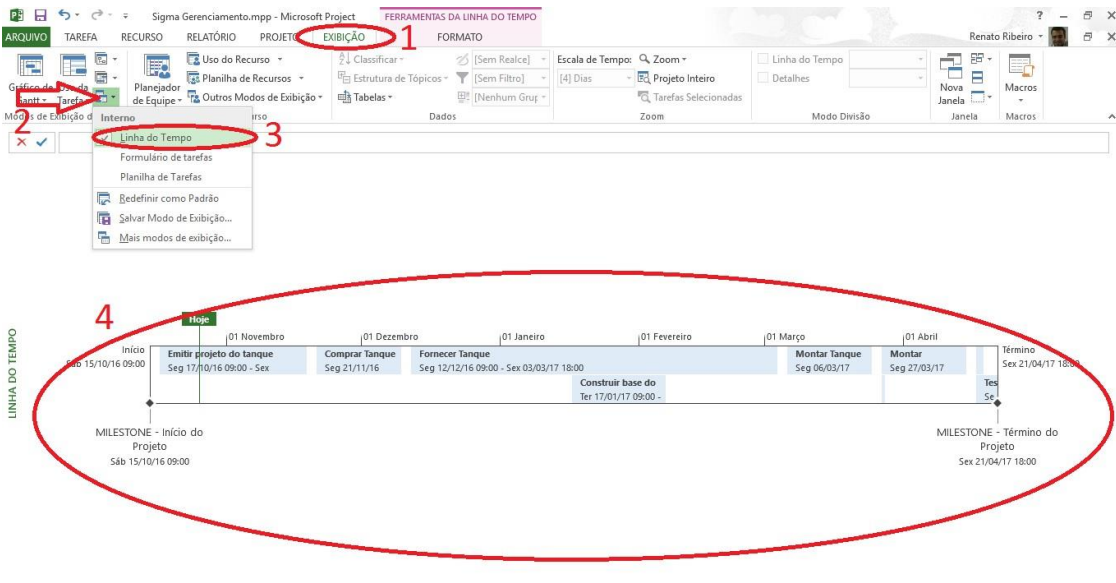 Sigma Gerenciamento.mpp - Microsoft Project
FERRAMENTAS DA LINHA DO TEMPO
?
ARQUIVO TAREFA RECURSO RELATÓRIO PROJETO EXIBIÇÃO 1 FORMATO
Renato Ribeiro
Uso do Recurso
Classificar
[Sem Realce]
Escala de Tempo:
Zoom
Linha do Tempo
Planilha de Recursos
Estrutura de Tópicos
[Sem Filtro]
[4] Dias
Projeto Inteiro
Detalhes
Gráfico de Gantt
Uso da Tarefa
Planejador de Equipe
Outros Modos de Exibição
Tabelas
[Nenhum Grup
Tarefas Selecionadas
Nova Janela
Macros
Modos de Exibição d
Dados
Zoom
Modo Divisão
Janela
Macros
2
Interno
Linha do Tempo
3
Formulário de tarefas
Planilha de Tarefas
Redefinir como Padrão
Salvar Modo de Exibição...
Mais modos de exibição...
4
LINHA DO TEMPO
Hoje
01 Novembro
01 Dezembro
01 Janeiro
01 Fevereiro
01 Março
01 Abril
Início
Sáb 15/10/16 09:00
Emitir projeto do tanque
Seg 17/10/16 09:00 - Sex
Comprar Tanque
Seg 21/11/16
Fornecer Tanque
Seg 12/12/16 09:00 - Sex 03/03/17 18:00
Montar Tanque
Seg 06/03/17
Montar
Seg 27/03/17
Término
Sex 21/04/17 18:00
Construir base do
Ter 17/01/17 09:00 -
Tes
Se
MILESTONE - Início do
Projeto
Sáb 15/10/16 09:00
MILESTONE - Término do
Projeto
Sex 21/04/17 18:00